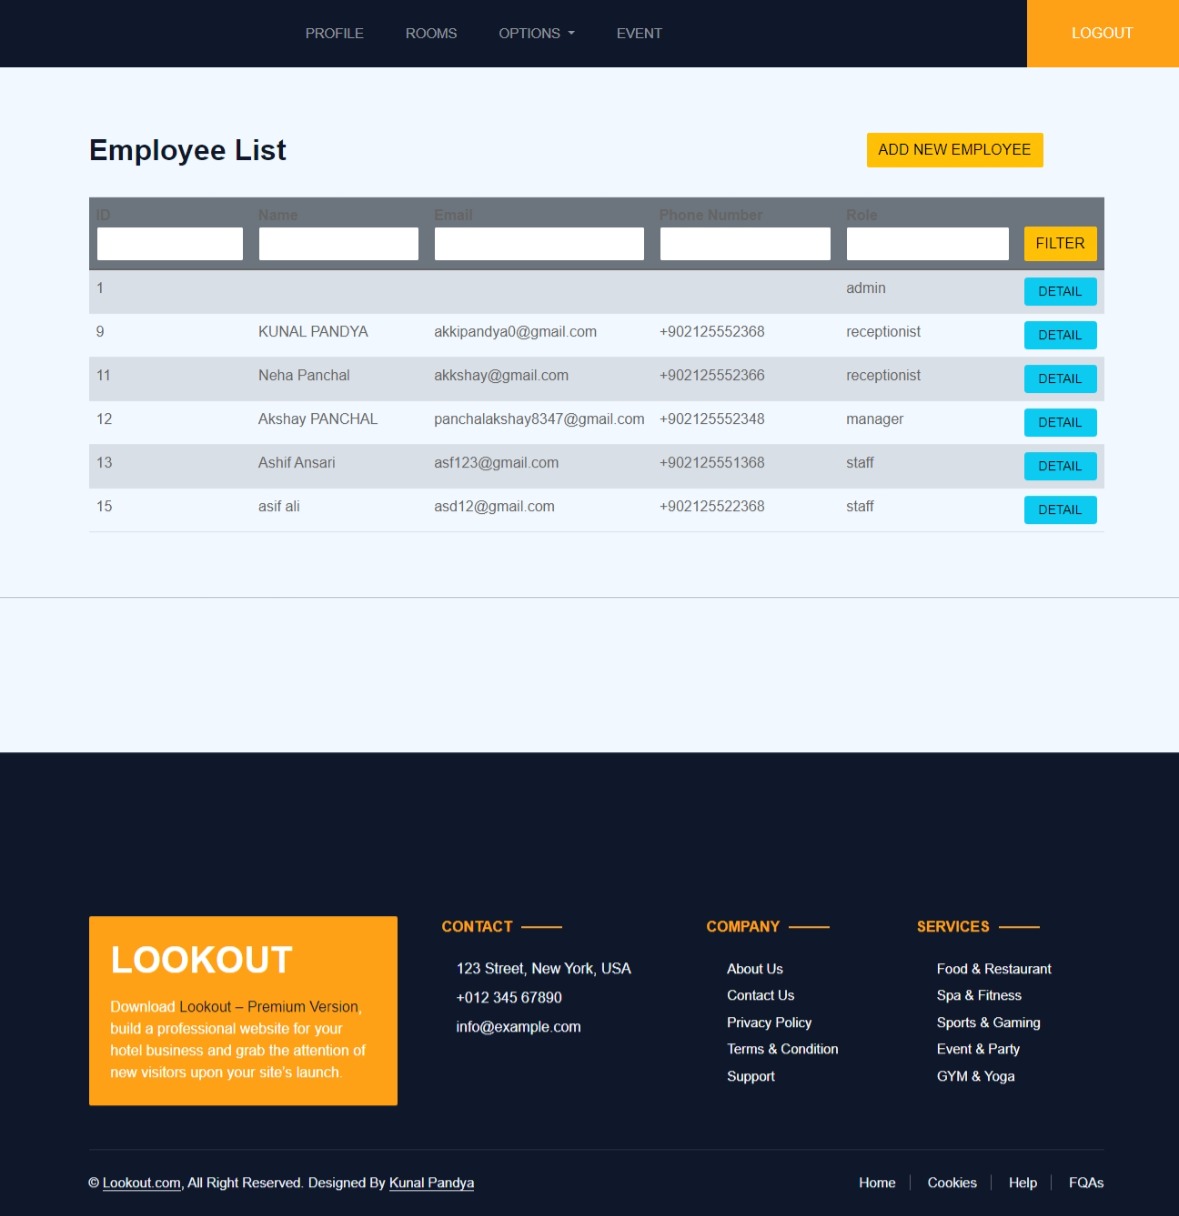 PROFILE ROOMS OPTIONS EVENT LOGOUT
Employee List ADD NEW EMPLOYEE
ID Name Email Phone Number Role
FILTER
1 admin DETAIL
9 KUNAL PANDYA akkipandya0@gmail.com +902125552368 receptionist DETAIL
11 Neha Panchal akkshay@gmail.com +902125552366 receptionist DETAIL
12 Akshay PANCHAL panchalakshay8347@gmail.com +902125552348 manager DETAIL
13 Ashif Ansari asf123@gmail.com +902125551368 staff DETAIL
15 asif ali asd12@gmail.com +902125522368 staff DETAIL
LOOKOUT
Download Lookout – Premium Version,
build a professional website for your
hotel business and grab the attention of
new visitors upon your site's launch.
CONTACT
123 Street, New York, USA
+012 345 67890
info@example.com
COMPANY
About Us
Contact Us
Privacy Policy
Terms & Condition
Support
SERVICES
Food & Restaurant
Spa & Fitness
Sports & Gaming
Event & Party
GYM & Yoga
© Lookout.com, All Right Reserved. Designed By Kunal Pandya
Home Cookies Help FQAs